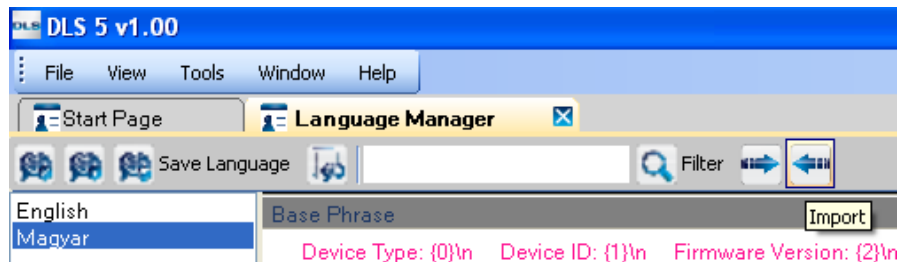 DLS DLS 5 v1.00
File View Tools Window Help
Start Page Language Manager
Save Language Filter
Import
English Base Phrase
Magyar Device Type: {0}\n Device ID: {1}\n Firmware Version: {2}\n